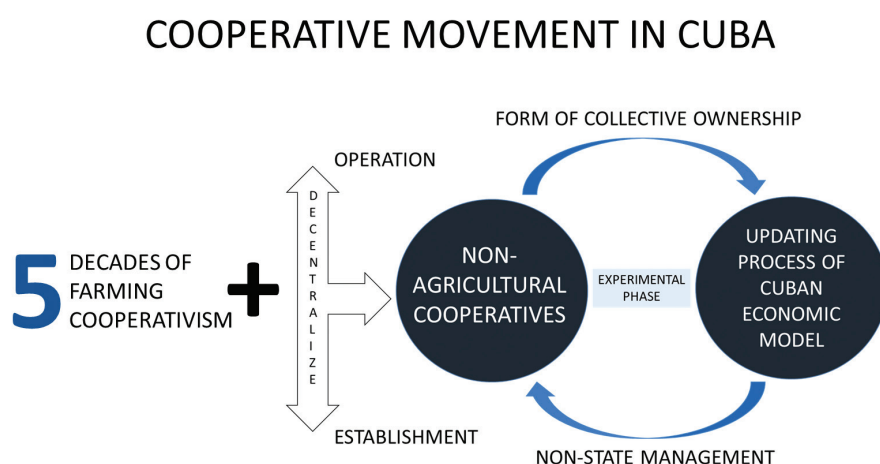 COOPERATIVE MOVEMENT IN CUBA
FORM OF COLLECTIVE OWNERSHIP
OPERATION
5 DECADES OF
FARMING
COOPERATIVISM
+
DECENTRALIZE
NON-
AGRICULTURAL
COOPERATIVES
EXPERIMENTAL
PHASE
UPDATING
PROCESS OF
CUBAN
ECONOMIC
MODEL
ESTABLISHMENT
NON-STATE MANAGEMENT